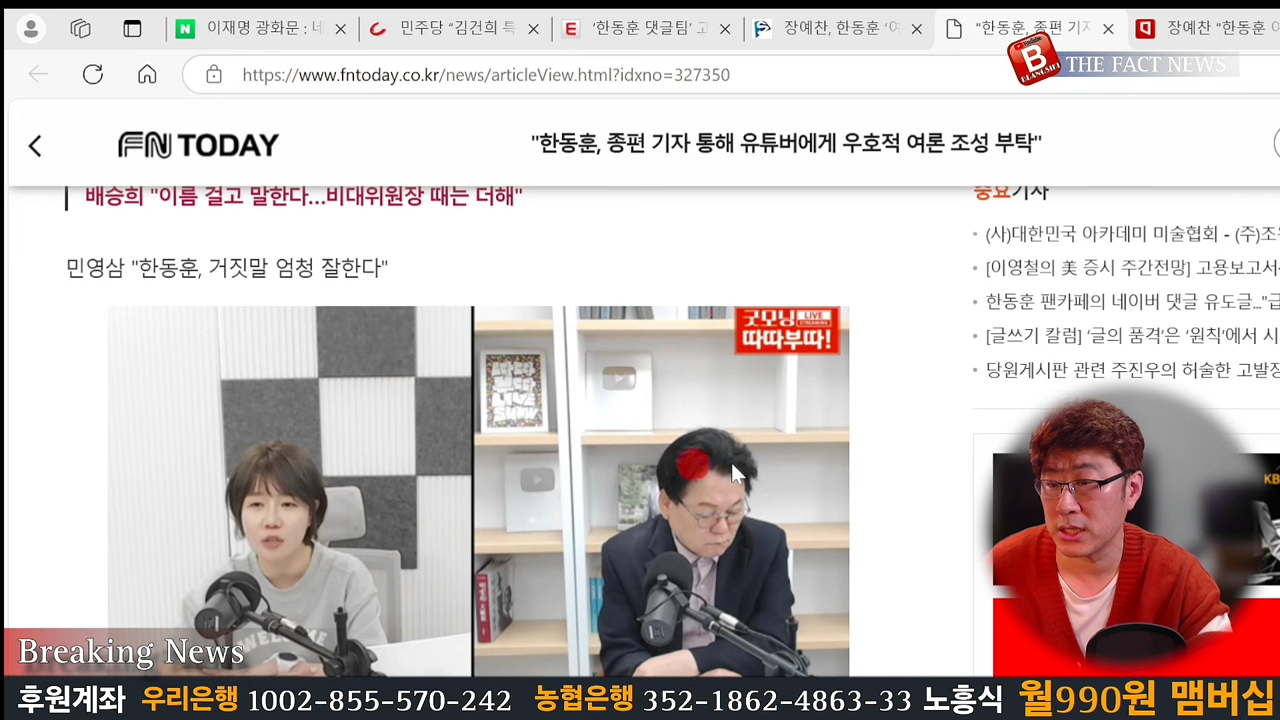 이재명 광화문 : 네
민주당 "김건희 특
'한동훈 댓글팀' 고
장예찬, 한동훈 '여
"한동훈, 종편 기자
장예찬 "한동훈 여
https://www.fntoday.co.kr/news/articleView.html?idxno=327350
B
THE FACT NEWS
FN TODAY
"한동훈, 종편 기자 통해 유튜버에게 우호적 여론 조성 부탁"
배승희 "이름 걸고 말한다...비대위원장 때는 더해"
민영삼 "한동훈, 거짓말 엄청 잘한다"
중요기사
(사)대한민국 아카데미 미술협회 - (주)조
[이영철의 美 증시 주간전망] 고용보고서
한동훈 팬카페의 네이버 댓글 유도글..."급
[글쓰기 칼럼] '글의 품격'은 '원칙'에서 시
당원게시판 관련 주진우의 허술한 고발장
굿모닝 LIVE STREAMING
따따부따!
KB
Breaking News
후원계좌 우리은행 1002-855-570-242 농협은행 352-1862-4863-33 노흥식 월990원 맴버십